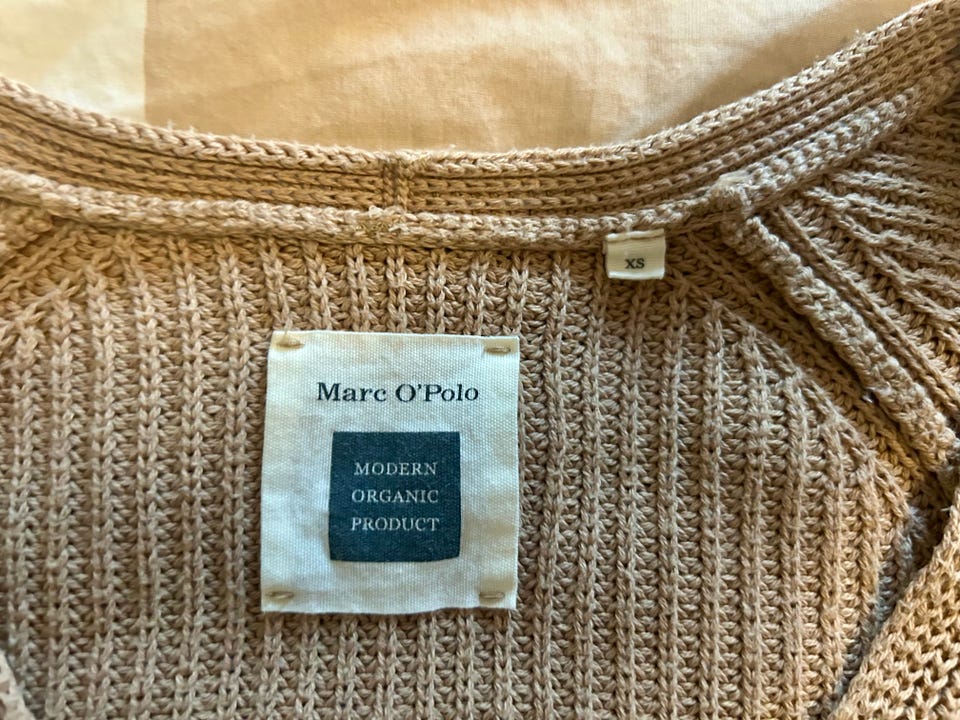 XS
Marc O'Polo
MODERN
ORGANIC
PRODUCT